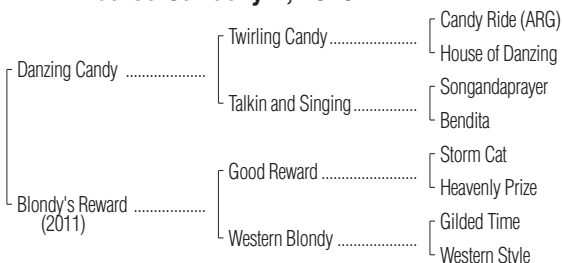 Candy Ride (ARG)
Twirling Candy
House of Danzing
Danzing Candy
Songandaprayer
Talkin and Singing
Bendita
Storm Cat
Good Reward
Heavenly Prize
Blondy's Reward
(2011)
Gilded Time
Western Blondy
Western Style